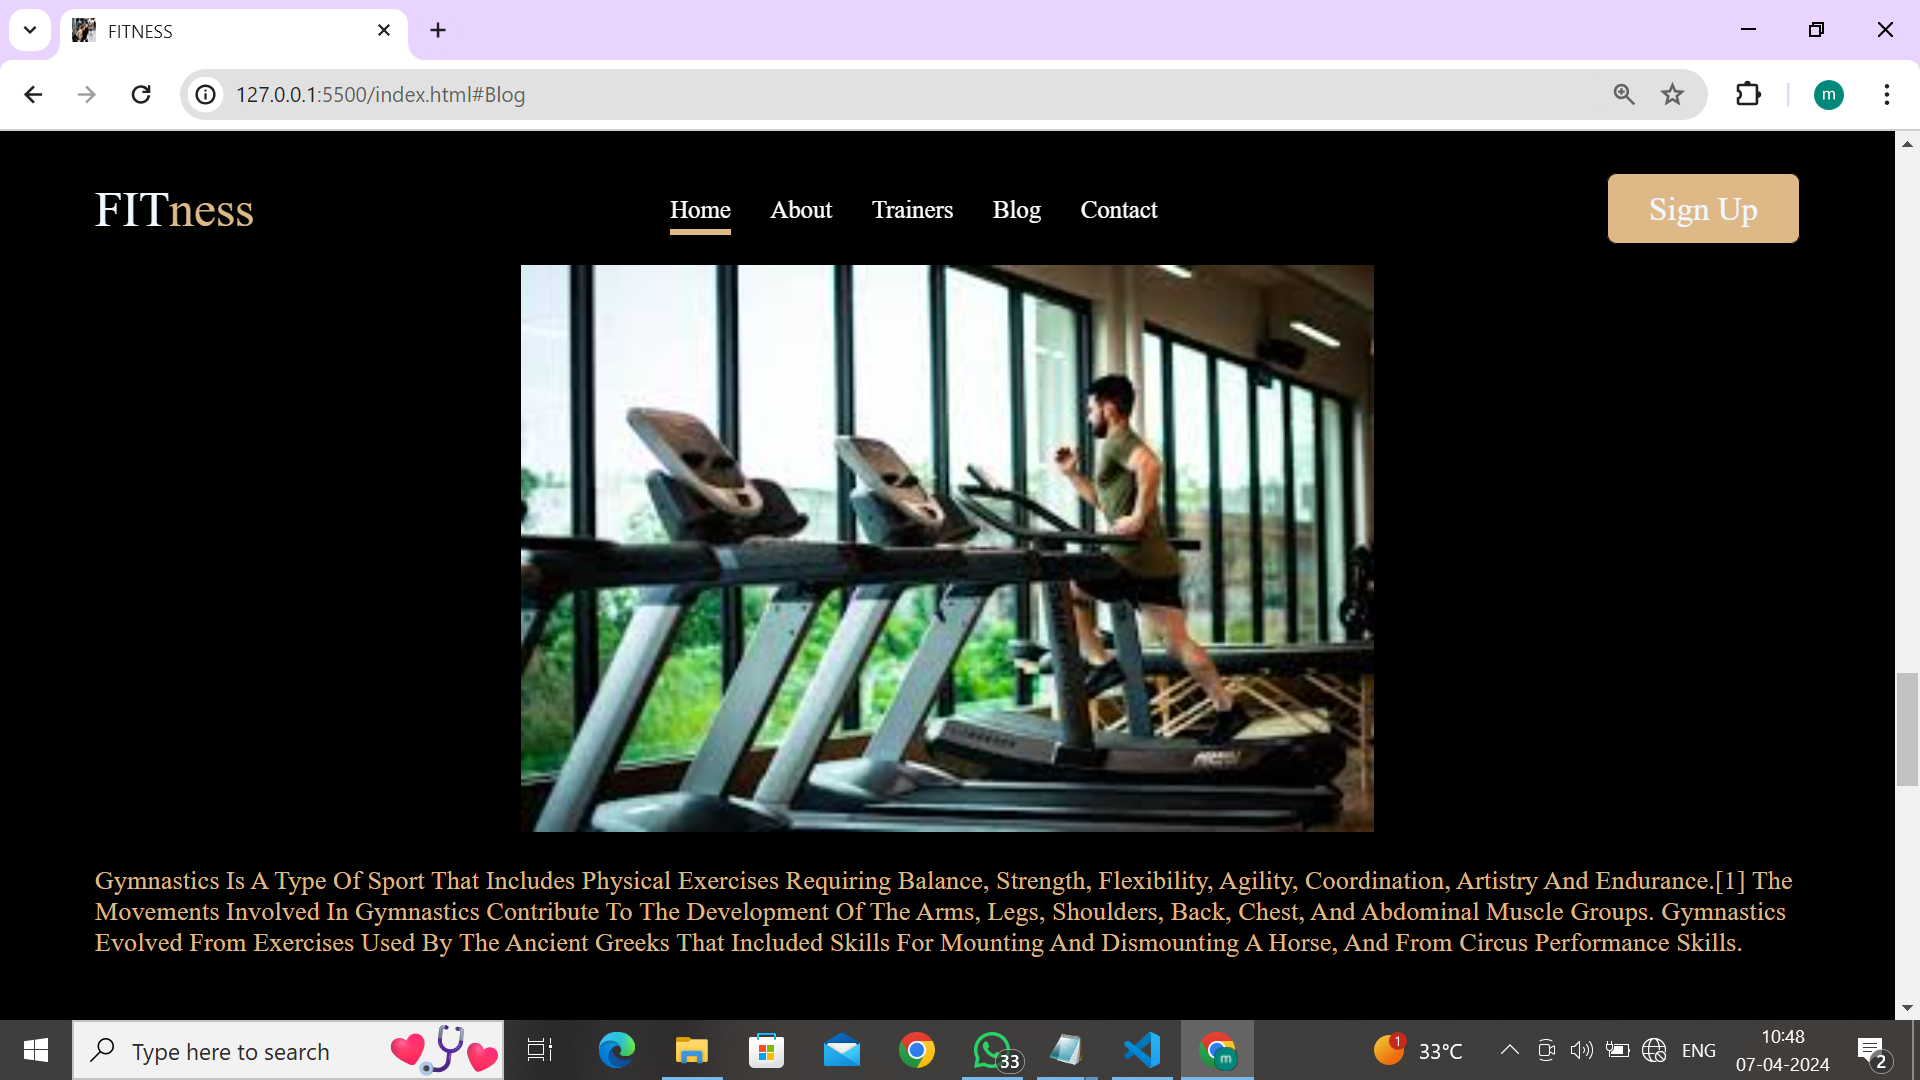 FITNESS
127.0.0.1:5500/index.html#Blog
m
FITness
Home About Trainers Blog Contact
Sign Up
Gymnastics Is A Type Of Sport That Includes Physical Exercises Requiring Balance, Strength, Flexibility, Agility, Coordination, Artistry And Endurance.[1] The
Movements Involved In Gymnastics Contribute To The Development Of The Arms, Legs, Shoulders, Back, Chest, And Abdominal Muscle Groups. Gymnastics
Evolved From Exercises Used By The Ancient Greeks That Included Skills For Mounting And Dismounting A Horse, And From Circus Performance Skills.
Type here to search
33
m
1
33°C
ENG
10:48
07-04-2024
2